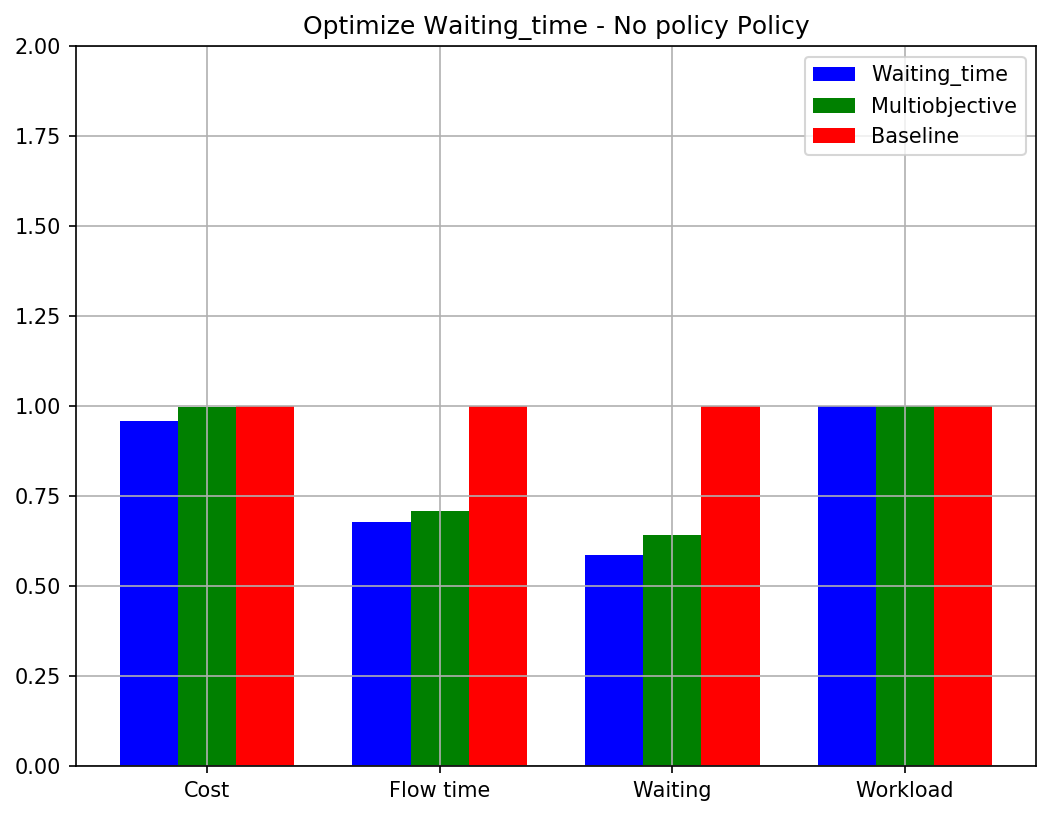 Optimize Waiting_time - No policy Policy
2.00
1.75
1.50
1.25
1.00
0.75
0.50
0.25
0.00
Waiting_time
Multiobjective
Baseline
Cost
Flow time
Waiting
Workload